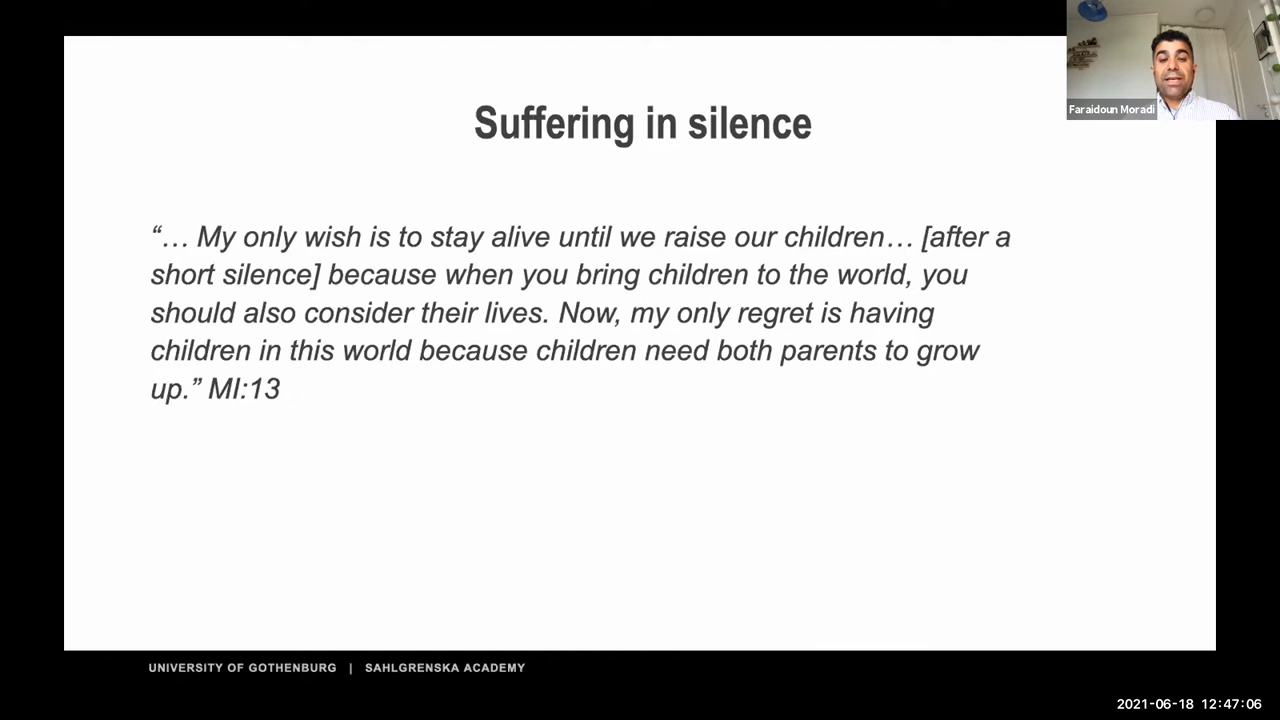 Suffering in silence
“… My only wish is to stay alive until we raise our children… [after a
short silence] because when you bring children to the world, you
should also consider their lives. Now, my only regret is having
children in this world because children need both parents to grow
up.” MI:13
Faraidoun Moradi
UNIVERSITY OF GOTHENBURG | SAHLGRENSKA ACADEMY
2021-06-18 12:47:06